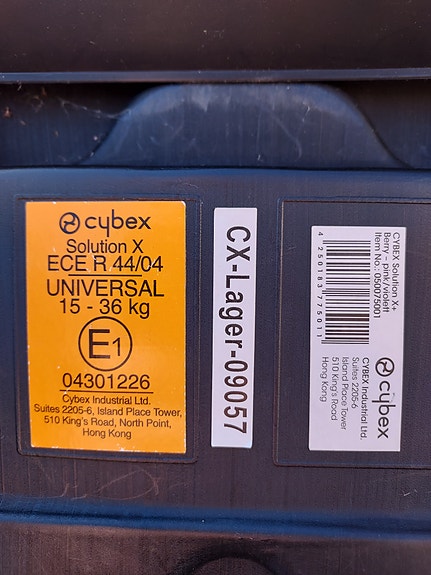 cybex
Solution X
ECE R 44/04
UNIVERSAL
15 - 36 kg
E1
04301226
Cybex Industrial Ltd.
Suites 2205-6, Island Place Tower,
510 King's Road, North Point,
Hong Kong
CX-Lager-09057
CYBEX Solution X+
Berry - pink/violett
Item No.: 050075001
4 250183 775011
cybex
CYBEX Industrial Ltd.
Suites 2205-6
Island Place Tower
510 King's Road
Hong Kong